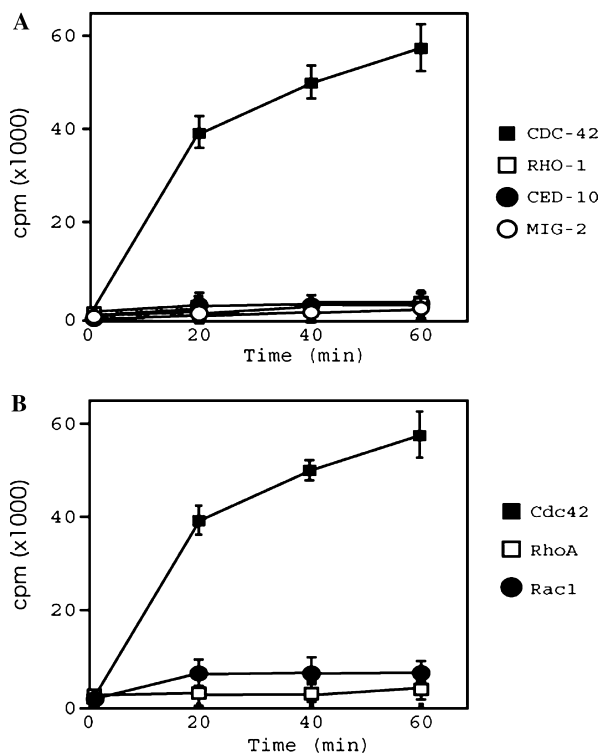 A
60
40
20
0
cpm (x1000)
0 20 40 60
Time (min)
CDC-42
RHO-1
CED-10
MIG-2
B
60
40
20
0
cpm (x1000)
0 20 40 60
Time (min)
Cdc42
RhoA
Rac1